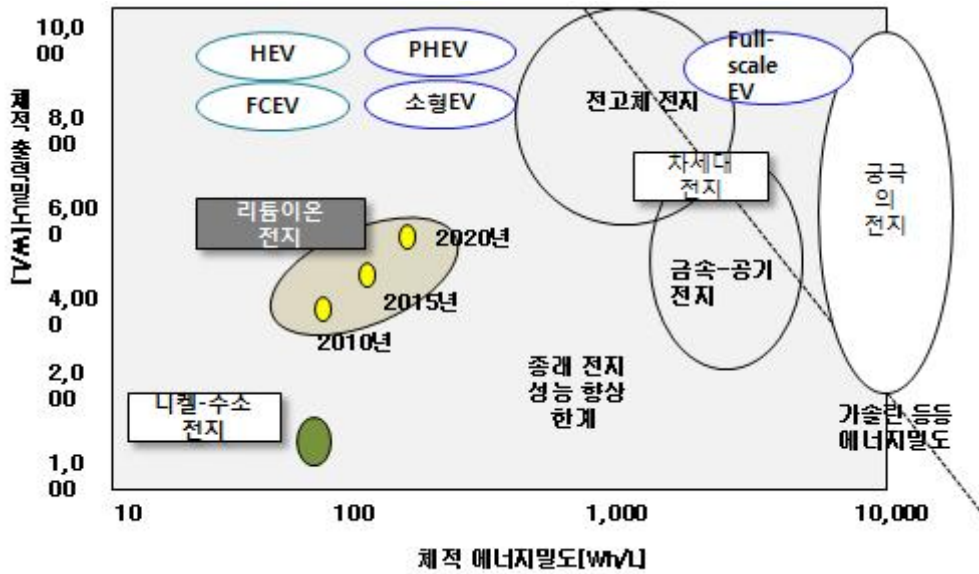 체적 출력밀도[W/L]
10,0
00
8,0
00
6,00
0
4,00
0
2,0
00
1,0
00
HEV
PHEV
FCEV
소형EV
Full-
scale
EV
전고체 전지
차세대
전지
궁극
의
전지
리튬이온
전지
2020년
2015년
2010년
금속-공기
전지
종래 전지
성능 향상
한계
니켈-수소
전지
가솔린 등등
에너지밀도
10
100
1,000
10,000
체적 에너지밀도[Wh/L]